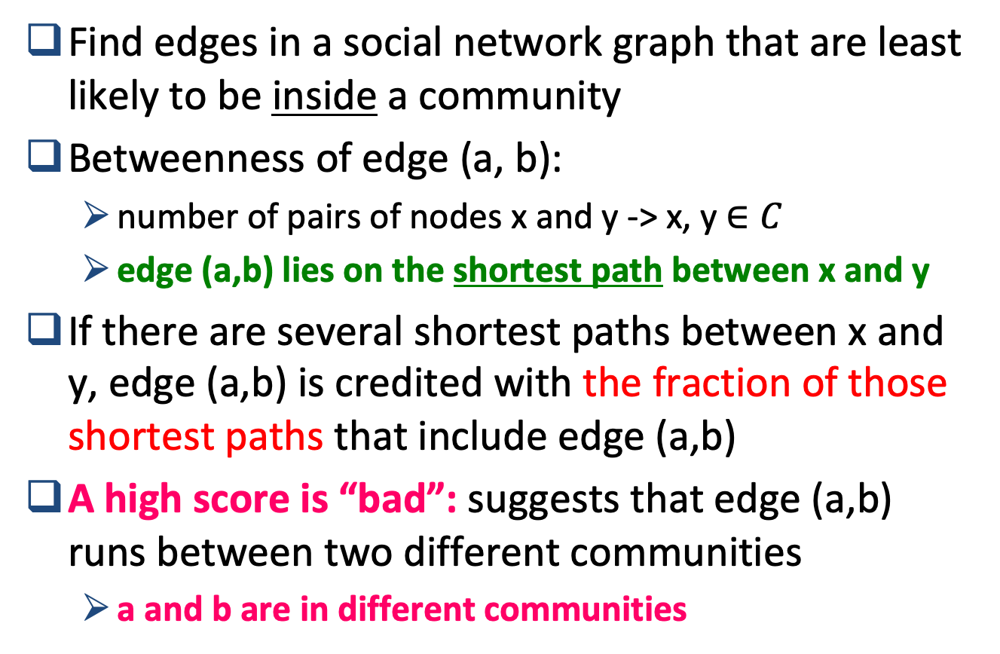 Find edges in a social network graph that are least
likely to be inside a community
Betweenness of edge (a, b):
number of pairs of nodes x and y -> x, y ∈ C
edge (a,b) lies on the shortest path between x and y
If there are several shortest paths between x and
y, edge (a,b) is credited with the fraction of those
shortest paths that include edge (a,b)
A high score is “bad”: suggests that edge (a,b)
runs between two different communities
a and b are in different communities